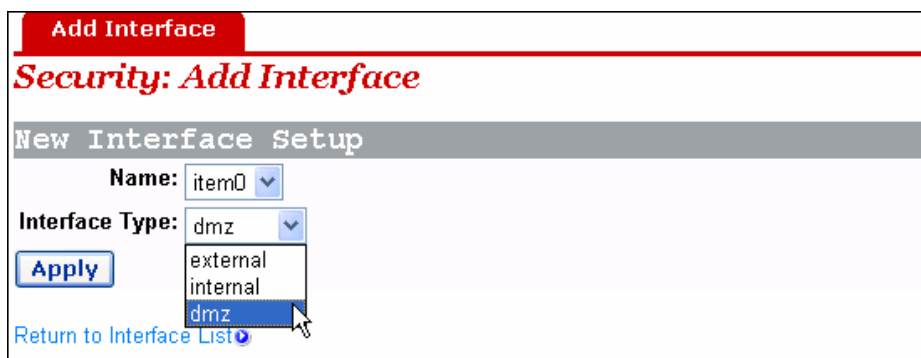 Add Interface
Security: Add Interface
New Interface Setup
Name: item0
Interface Type: dmz
external
internal
dmz
Apply
Return to Interface List